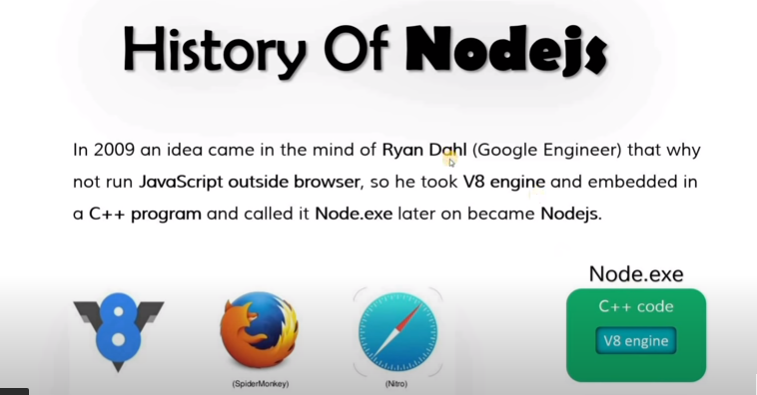 History Of Nodejs
In 2009 an idea came in the mind of Ryan Dahl (Google Engineer) that why
not run JavaScript outside browser, so he took V8 engine and embedded in
a C++ program and called it Node.exe later on became Nodejs.
Node.exe
C++ code
V8 engine
8
(SpiderMonkey)
(Nitro)